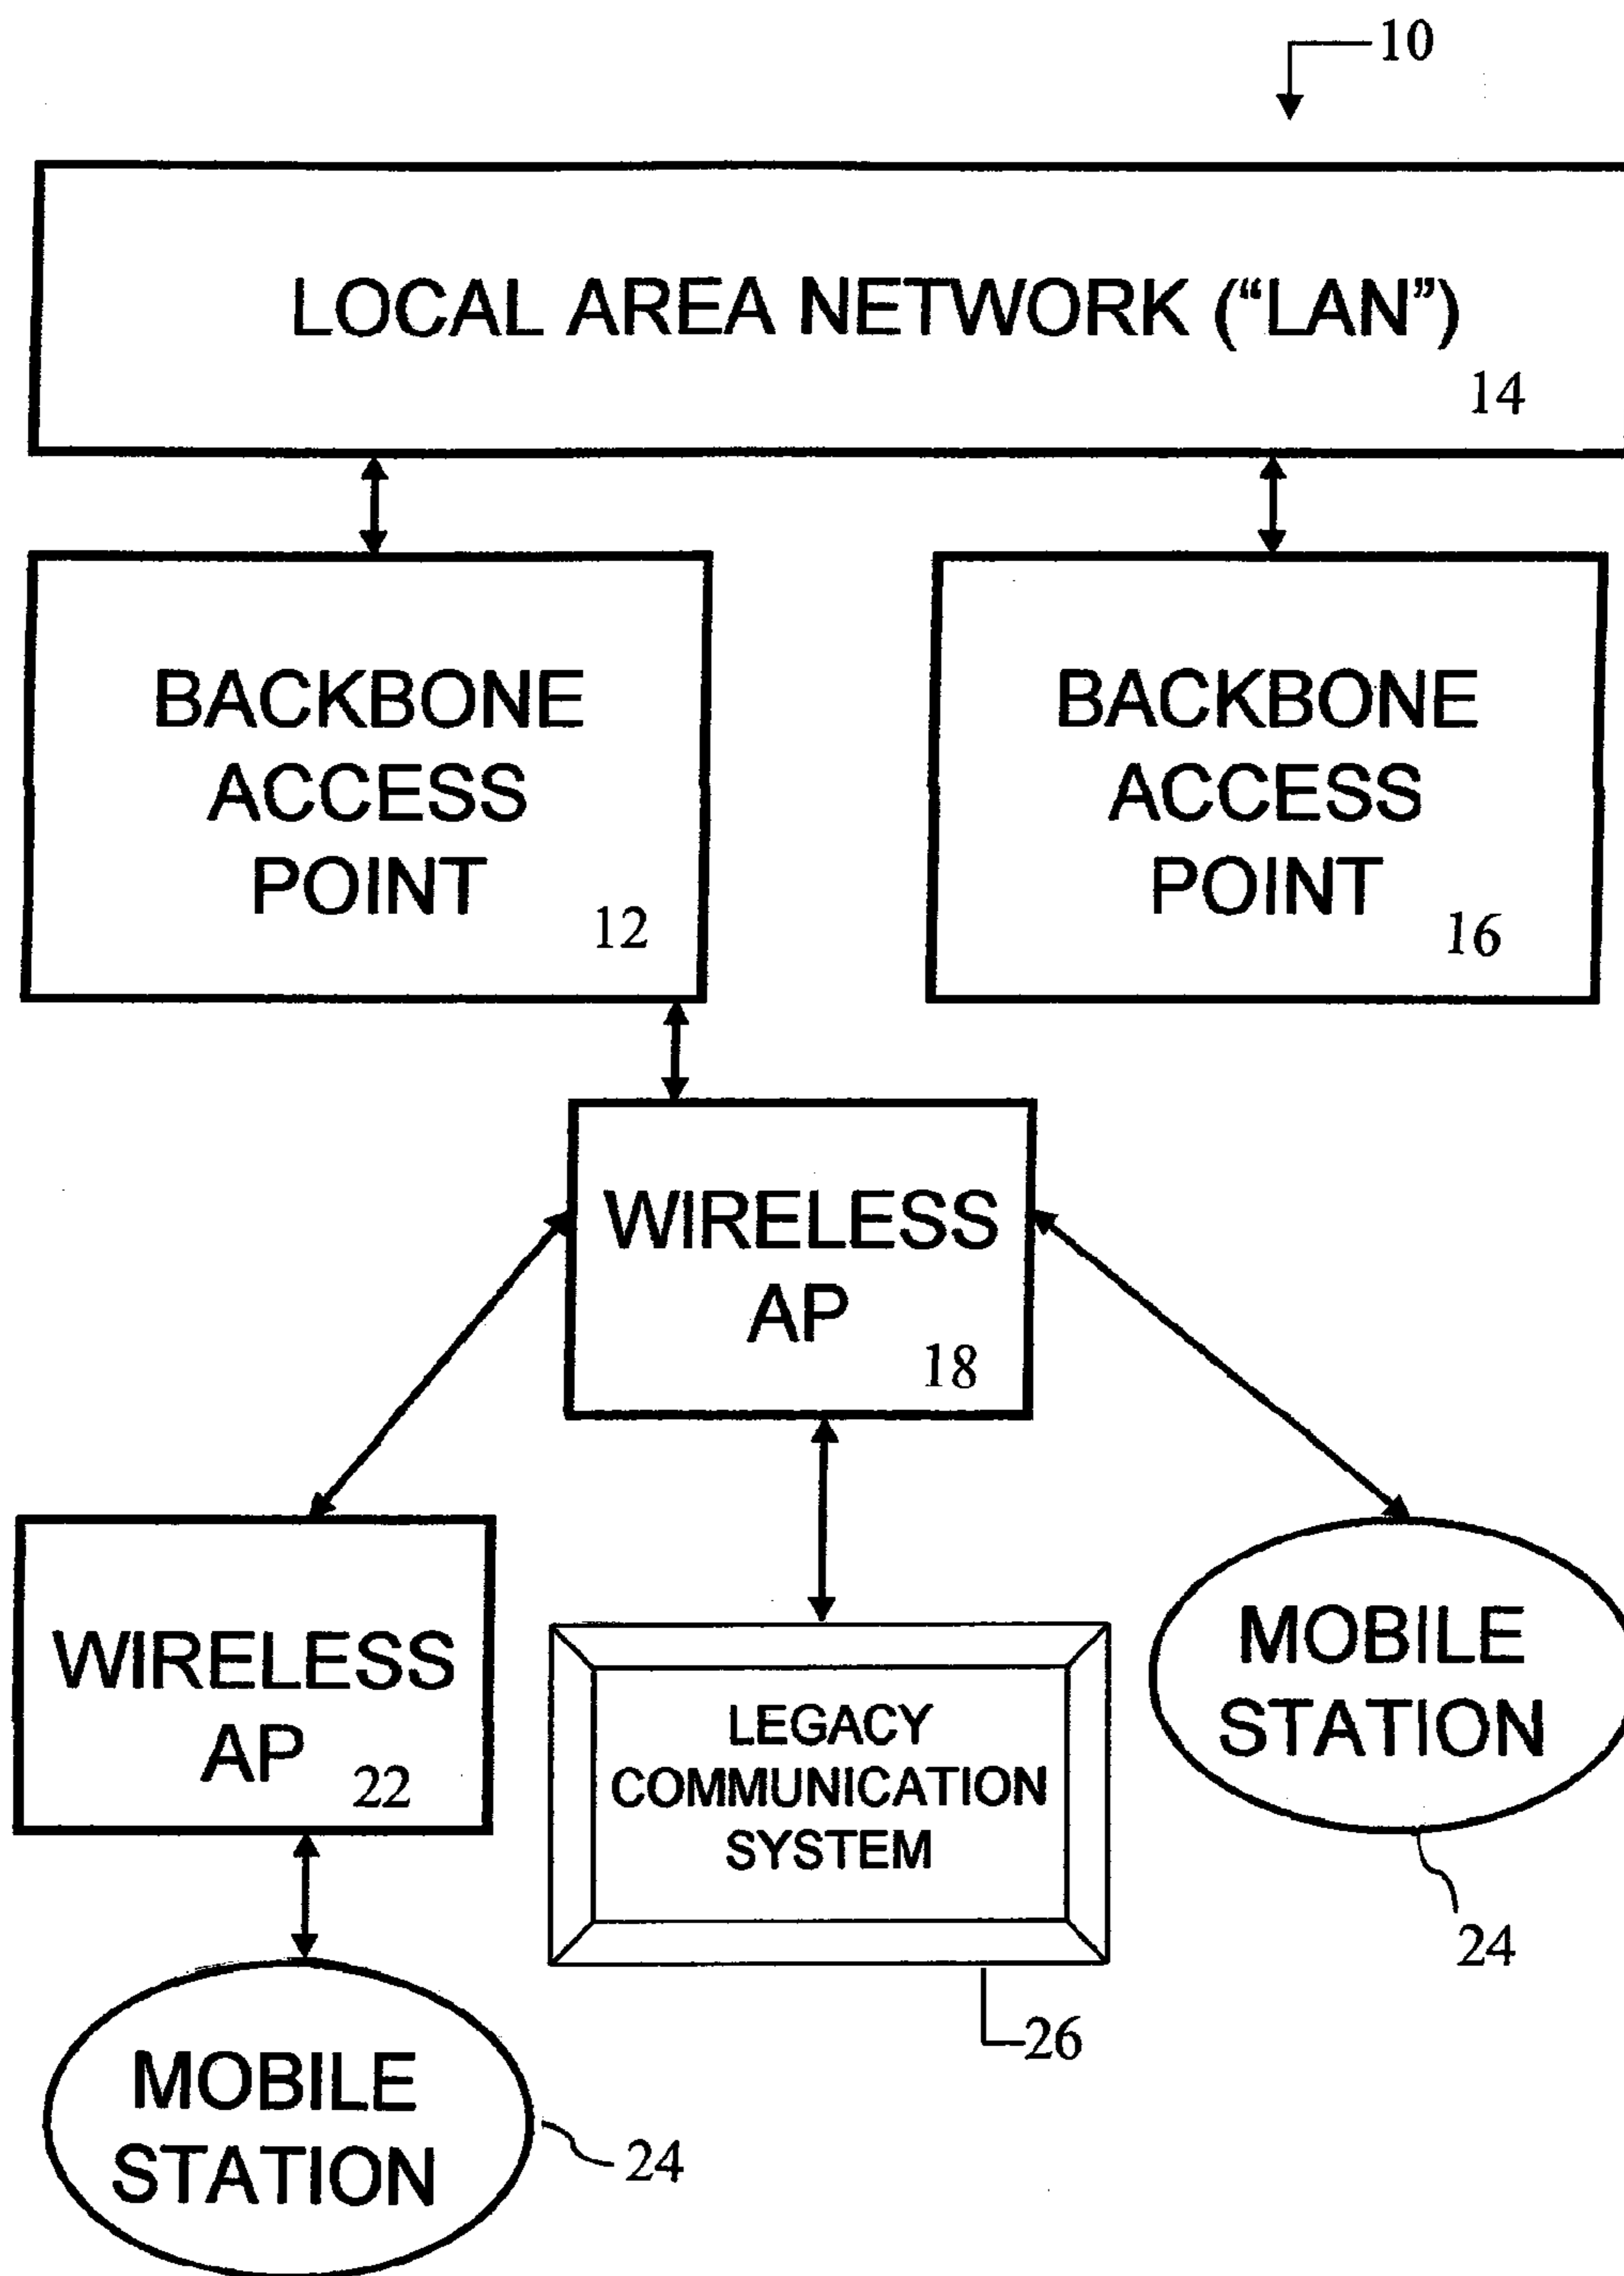 10
LOCAL AREA NETWORK (“LAN”)
14
BACKBONE
ACCESS
POINT
12
BACKBONE
ACCESS
POINT
16
WIRELESS
AP
18
WIRELESS
AP
22
LEGACY
COMMUNICATION
SYSTEM
26
MOBILE
STATION
24
MOBILE
STATION
24